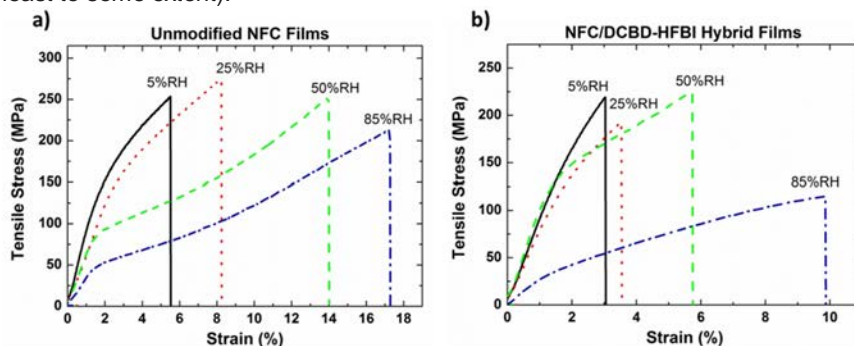 to some extent).
a)
Unmodified NFC Films
300
250
200
150
100
50
0
Tensile Stress (MPa)
5%RH
25%RH
50%RH
85%RH
0 2 4 6 8 10 12 14 16 18
Strain (%)
b)
NFC/DCBD-HFBI Hybrid Films
250
200
150
100
50
0
Tensile Stress (MPa)
5%RH
25%RH
50%RH
85%RH
0 2 4 6 8 10
Strain (%)